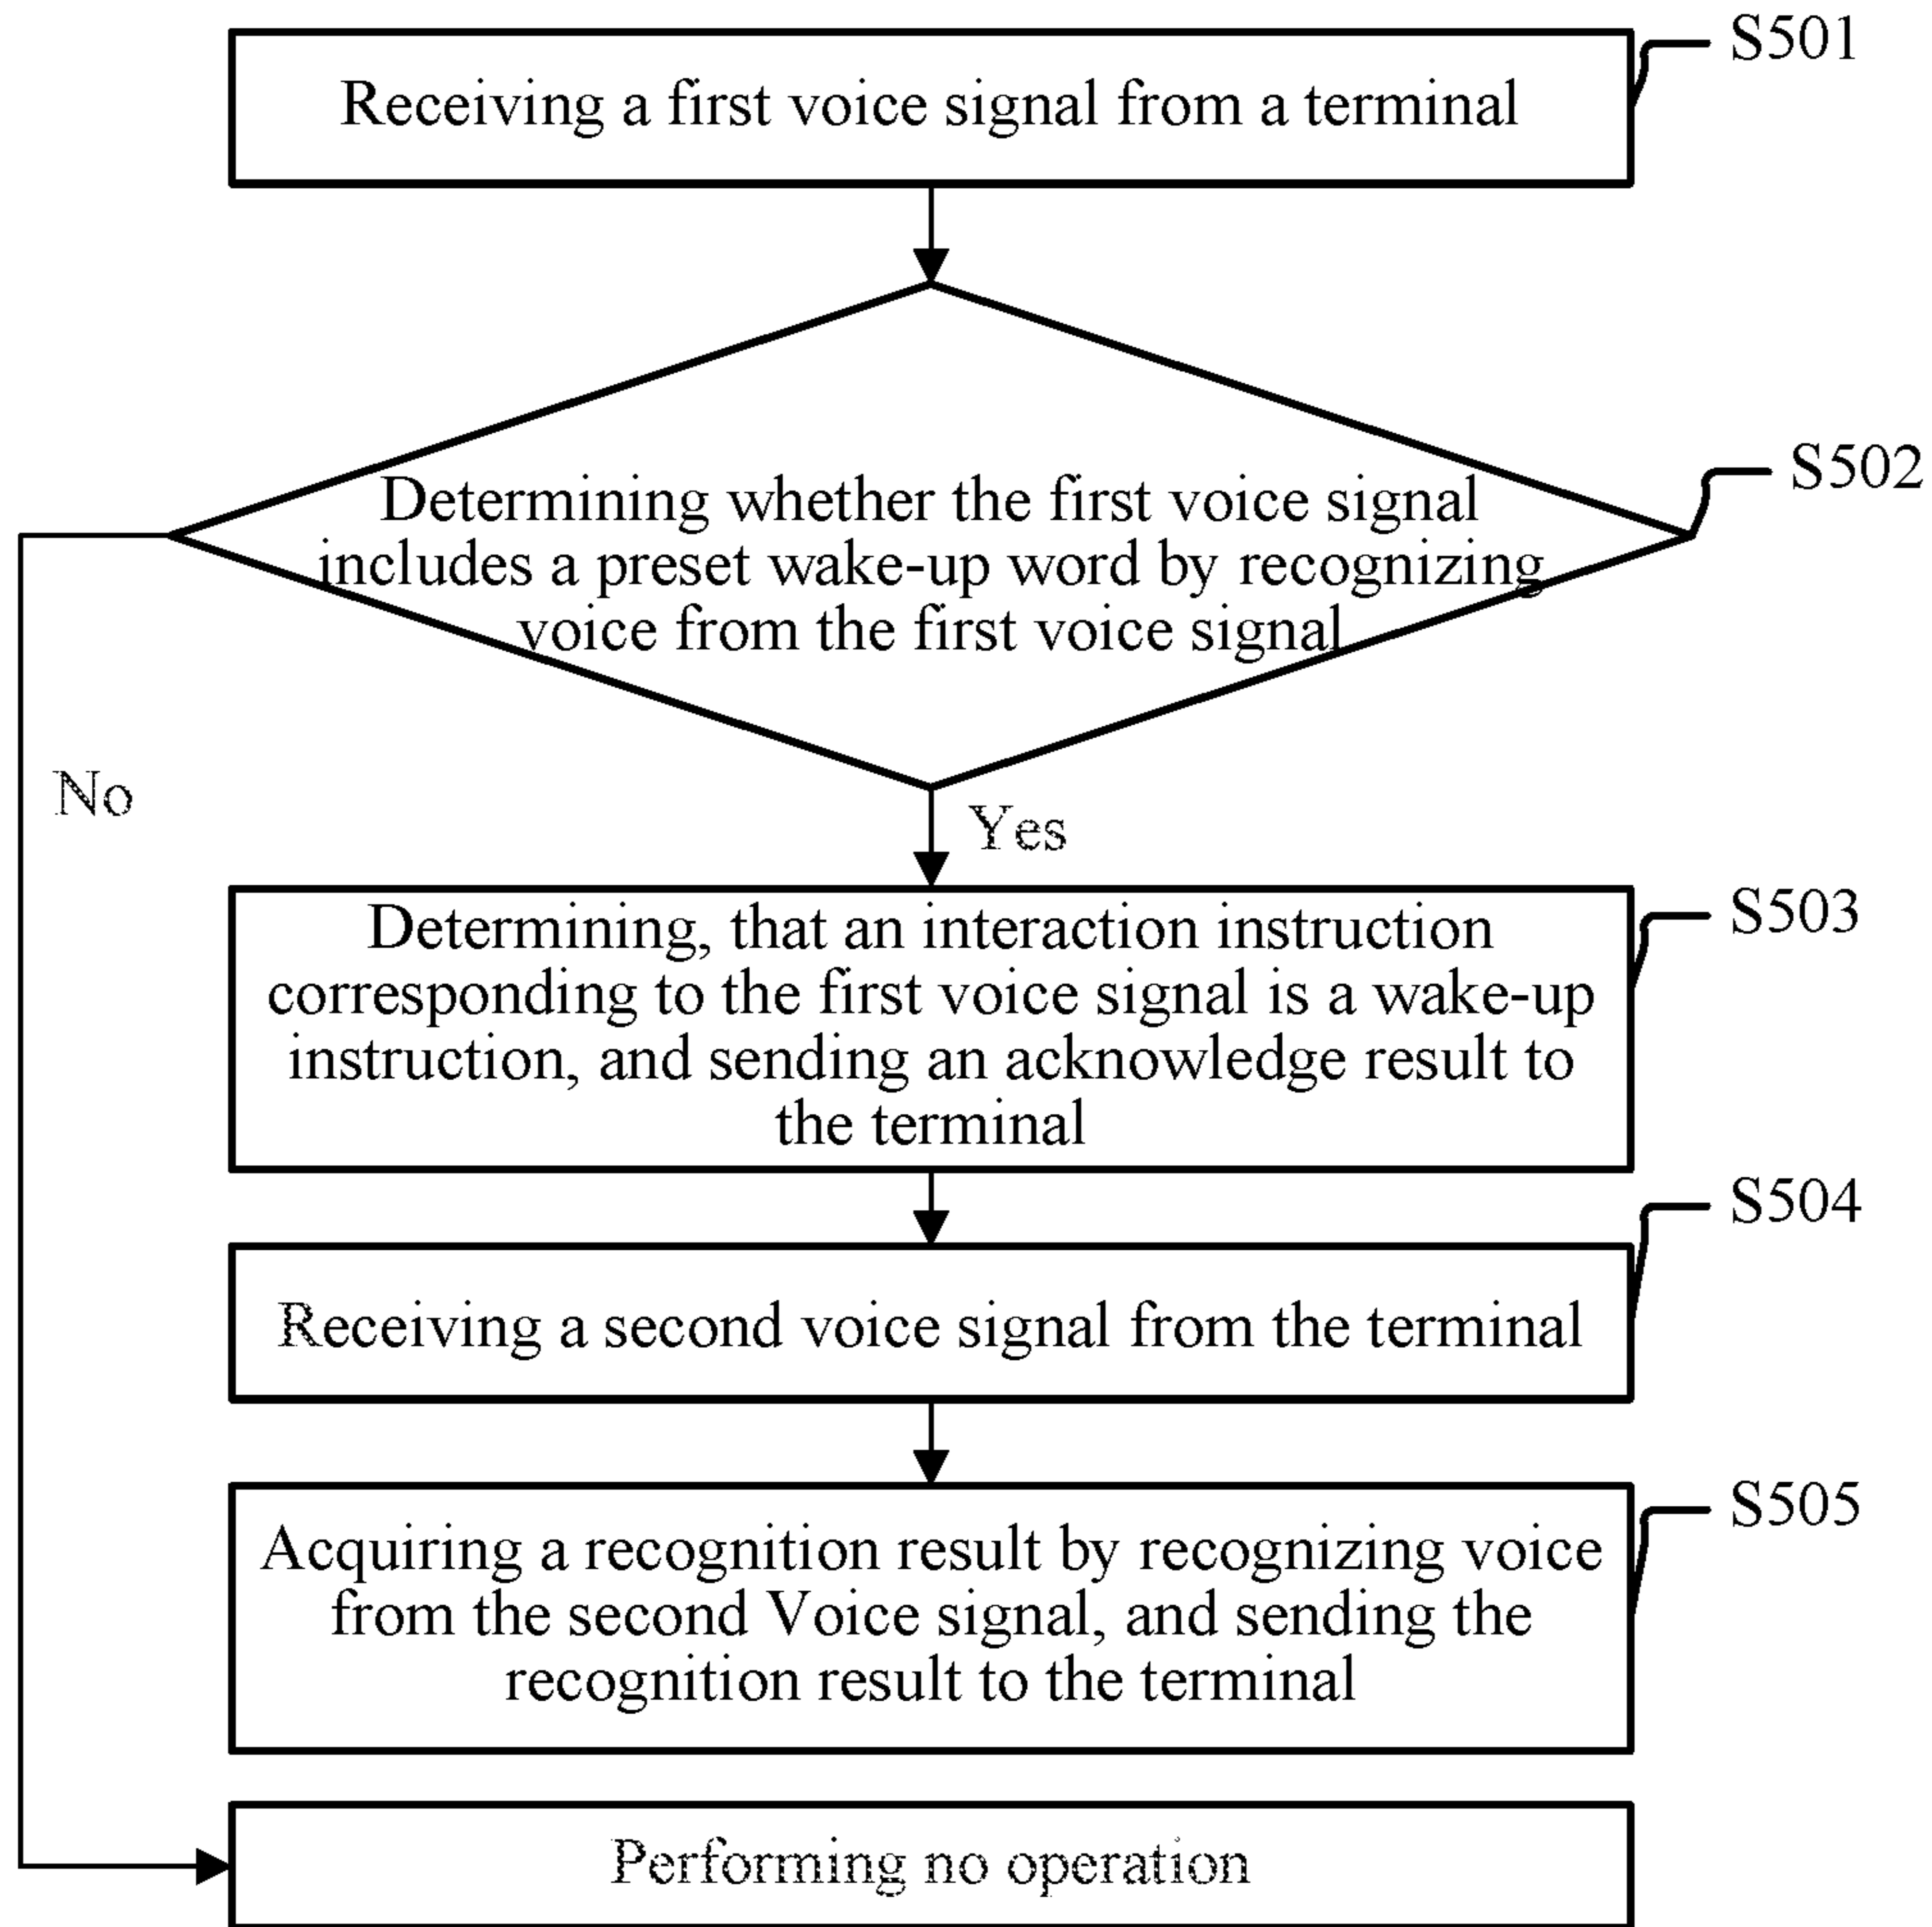 S501
Receiving a first voice signal from a terminal
S502
Determining whether the first voice signal
includes a preset wake-up word by recognizing
voice from the first voice signal
No
Yes
S503
Determining, that an interaction instruction
corresponding to the first voice signal is a wake-up
instruction, and sending an acknowledge result to
the terminal
S504
Receiving a second voice signal from the terminal
S505
Acquiring a recognition result by recognizing voice
from the second Voice signal, and sending the
recognition result to the terminal
Performing no operation